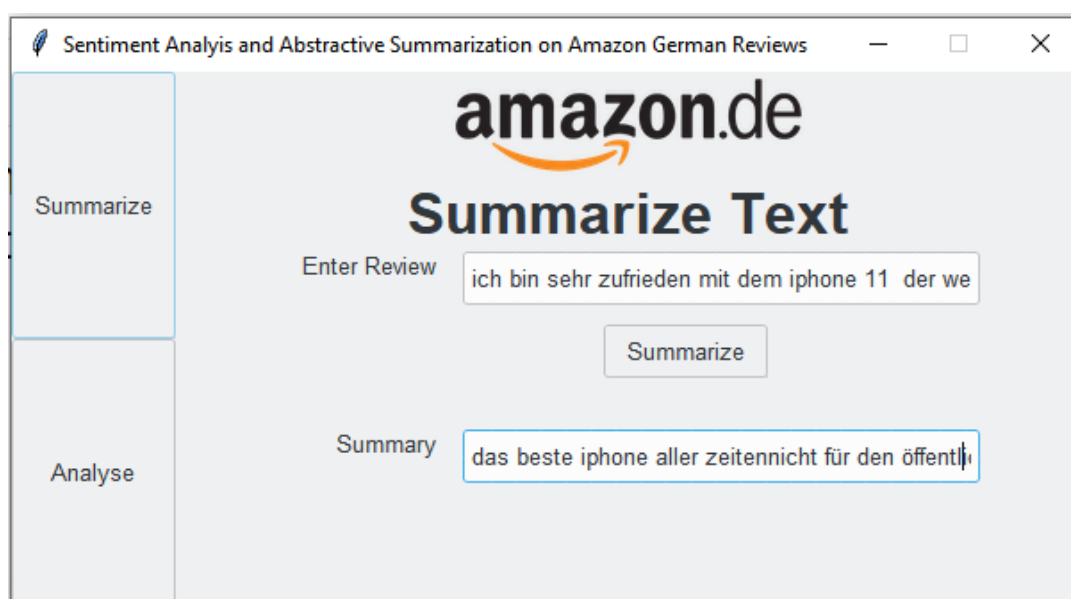 Sentiment Analyis and Abstractive Summarization on Amazon German Reviews
amazon.de
Summarize
Summarize Text
Enter Review
ich bin sehr zufrieden mit dem iphone 11 der we
Summarize
Summary
das beste iphone aller zeitennicht für den öffentli
Analyse